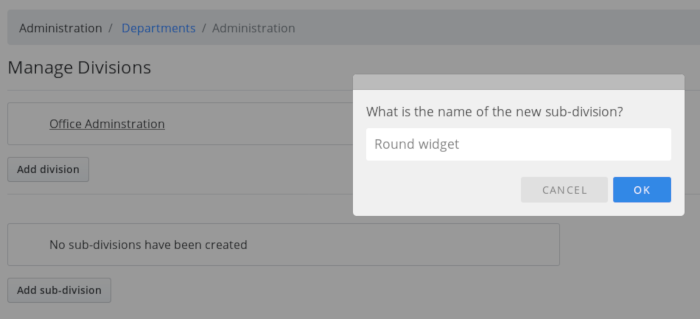 Administration / Departments / Administration
Manage Divisions
What is the name of the new sub-division?
Office Adminstration
Round widget
Add division
CANCEL OK
No sub-divisions have been created
Add sub-division